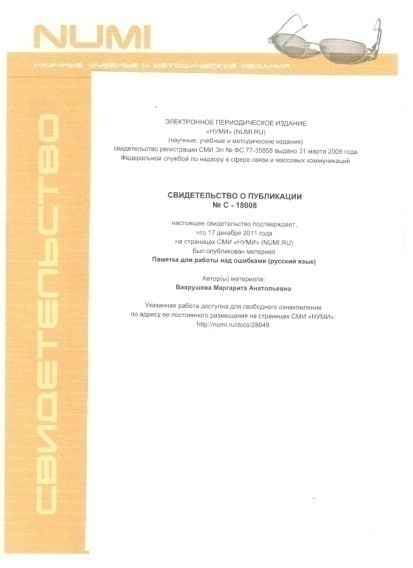 NUMI
НАУЧНЫЕ, УЧЕБНЫЕ И МЕТОДИЧЕСКИЕ ИЗДАНИЯ
СВИДЕТЕЛЬСТВО
ЭЛЕКТРОННОЕ ПЕРИОДИЧЕСКОЕ ИЗДАНИЕ
«НУМИ» (NUMI.RU)
(научные, учебные и методические издания)
свидетельство регистрации СМИ Эл № ФС 77-35858 выдано 31 марта 2009 года
Федеральной службой по надзору в сфере связи и массовых коммуникаций
СВИДЕТЕЛЬСТВО О ПУБЛИКАЦИИ
№ С - 18008
настоящее свидетельство подтверждает,
что 17 декабря 2011 года
на страницах СМИ «НУМИ» (NUMI.RU)
был опубликован материал
Памятка для работы над ошибками (русский язык)
Автор(ы) материала:
Вахрушева Маргарита Анатольевна
Указанная работа доступна для свободного ознакомления
по адресу ее постоянного размещения на страницах СМИ «НУМИ»:
http://numi.ru/docs/28049